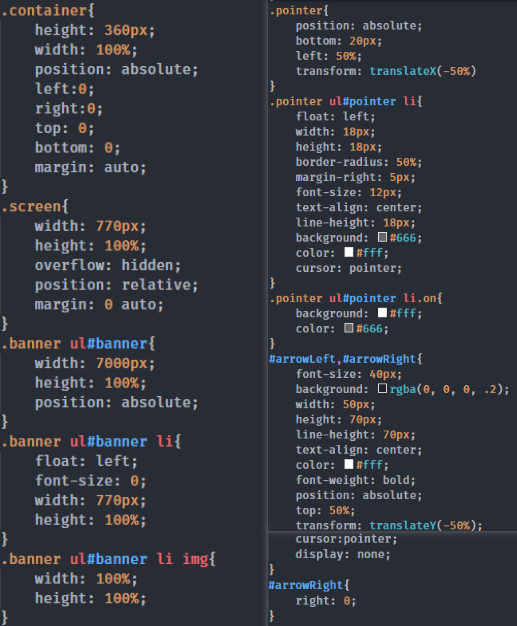 .container{
height: 360px;
width: 100%;
position: absolute;
left:0;
right:0;
top: 0;
bottom: 0;
margin: auto;
}
.screen{
width: 770px;
height: 100%;
overflow: hidden;
position: relative;
margin: 0 auto;
}
.banner ul#banner{
width: 7000px;
height: 100%;
position: absolute;
}
.banner ul#banner li{
float: left;
font-size: 0;
width: 770px;
height: 100%;
}
.banner ul#banner li img{
width: 100%;
height: 100%;
}
.pointer{
position: absolute;
bottom: 20px;
left: 50%;
transform: translateX(-50%)
}
.pointer ul#pointer li{
float: left;
width: 18px;
height: 18px;
border-radius: 50%;
margin-right: 5px;
font-size: 12px;
text-align: center;
line-height: 18px;
background: #666;
color: #fff;
cursor: pointer;
}
.pointer ul#pointer li.on{
background: #fff;
color: #666;
}
#arrowLeft,#arrowRight{
font-size: 40px;
background: rgba(0, 0, 0, .2);
width: 50px;
height: 70px;
line-height: 70px;
text-align: center;
color: #fff;
font-weight: bold;
position: absolute;
top: 50%;
transform: translateY(-50%);
cursor:pointer;
display: none;
}
#arrowRight{
right: 0;
}